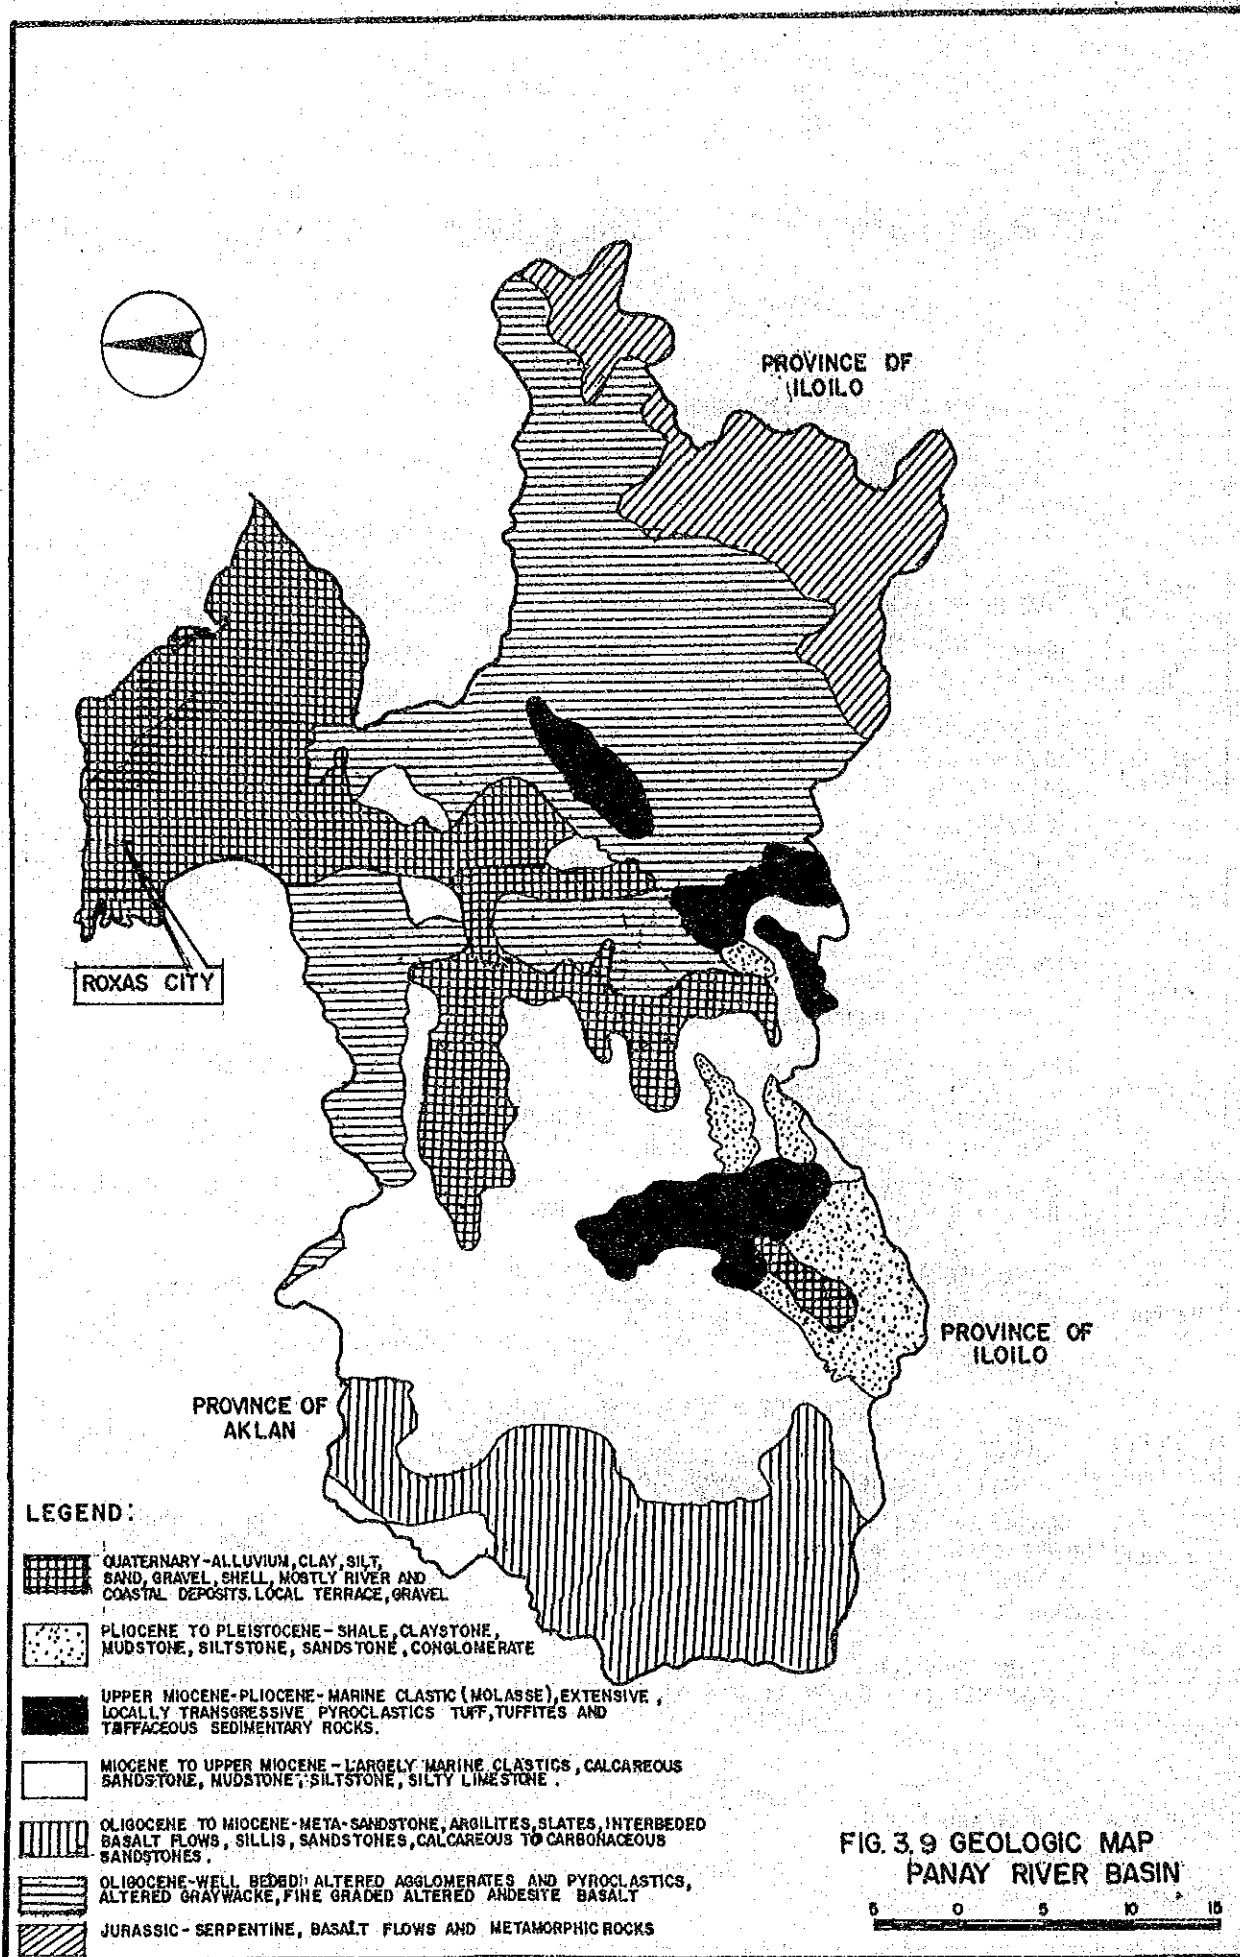 PROVINCE OF
ILOILO
ROXAS CITY
PROVINCE OF
ILOILO
PROVINCE OF
AKLAN
LEGEND:
QUATERNARY-ALLUVIUM, CLAY, SILT,
SAND, GRAVEL, SHELL, MOSTLY RIVER AND
COASTAL DEPOSITS. LOCAL TERRACE, GRAVEL
PLIOCENE TO PLEISTOCENE-SHALE, CLAYSTONE,
MUDSTONE, SILTSTONE, SANDSTONE, CONGLOMERATE
UPPER MIOCENE-PLIOCENE-MARINE CLASTIC (MOLASSE), EXTENSIVE,
LOCALLY TRANSGRESSIVE PYROCLASTICS TUFF, TUFFITES AND
TAFFACEOUS SEDIMENTARY ROCKS.
MIOCENE TO UPPER MIOCENE-LARGELY MARINE CLASTICS, CALCAREOUS
SANDSTONE, MUDSTONE, SILTSTONE, SILTY LIMESTONE.
OLIGOCENE TO MIOCENE-META-SANDSTONE, ARGILITES, SLATES, INTERBEDED
BASALT FLOWS, SILLIS, SANDSTONES, CALCAREOUS TO CARBONACEOUS
SANDSTONES.
OLIGOCENE-WELL BEDED: ALTERED AGGLOMERATES AND PYROCLASTICS,
ALTERED GRAYWACKE, FINE GRADED ALTERED ANDESITE BASALT
JURASSIC-SERPENTINE, BASALT FLOWS AND METAMORPHIC ROCKS
FIG. 3.9 GEOLOGIC MAP
PANAY RIVER BASIN
5 0 5 10 15